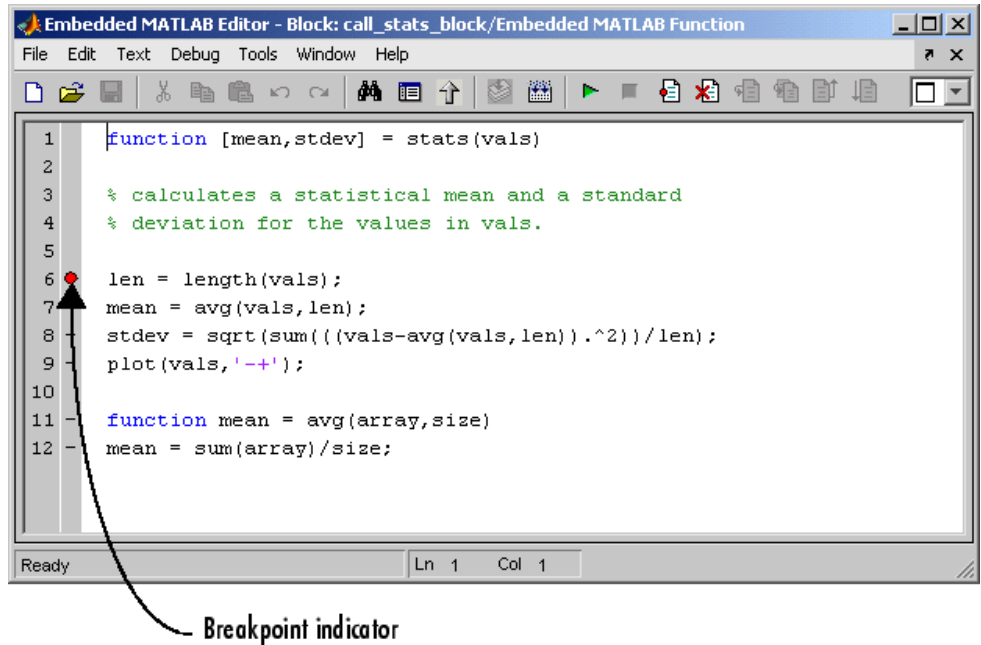 Embedded MATLAB Editor - Block: call_stats_block/Embedded MATLAB Function
File Edit Text Debug Tools Window Help
1 function [mean,stdev] = stats(vals)
2
3 % calculates a statistical mean and a standard
4 % deviation for the values in vals.
5
6 len = length(vals);
7 mean = avg(vals,len);
8 - stdev = sqrt(sum(((vals-avg(vals,len)).^2))/len);
9 - plot(vals,'-+');
10
11 - function mean = avg(array,size)
12 - mean = sum(array)/size;
Ready Ln 1 Col 1
Breakpoint indicator